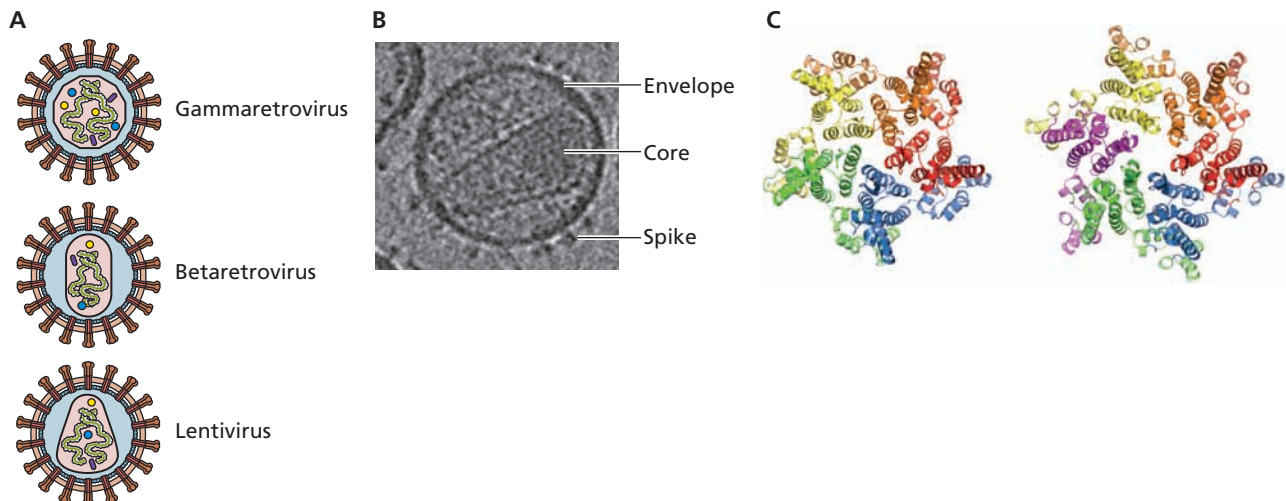 A
B
C
Gammaretrovirus
Betaretrovirus
Lentivirus
Envelope
Core
Spike